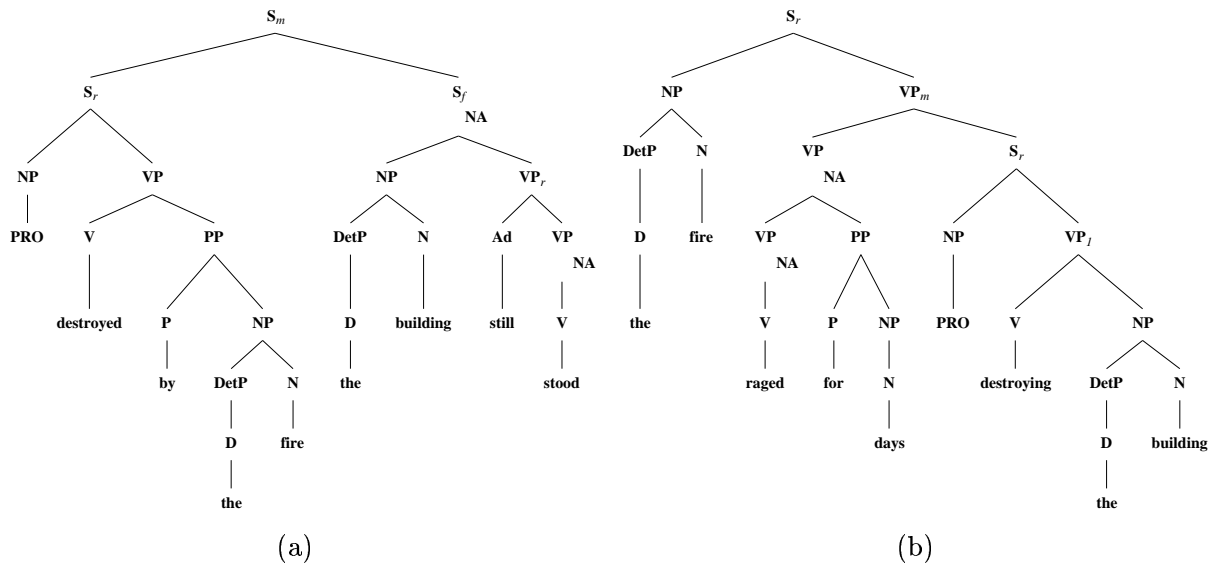 S_m S_r
S_r S_f NP VP_m
NA
DetP N VP S_r
NP VP NP VP_r NA
PRO V PP DetP N Ad VP D fire VP PP NP VP_1
NA NA
destroyed P NP D building still V the V P NP PRO V NP
by DetP N the stood raged for N destroying DetP N
D fire days D building
the the
(a) (b)